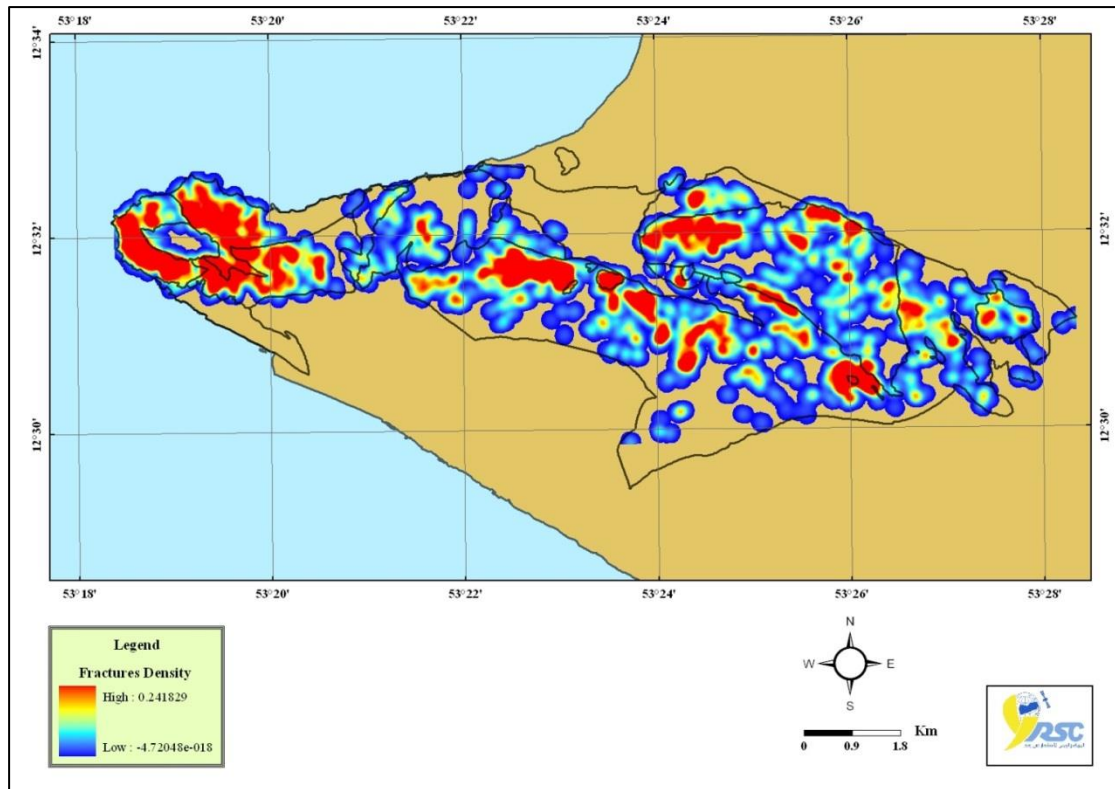 53°18' 53°20' 53°22' 53°24' 53°26' 53°28'
12°34'
12°32' 12°32'
12°30' 12°30'
53°18' 53°20' 53°22' 53°24' 53°26' 53°28'
Legend
Fractures Density
High : 0.241829
Low : -4.72048e-018
N
W E
S
Km
0 0.9 1.8
RSC